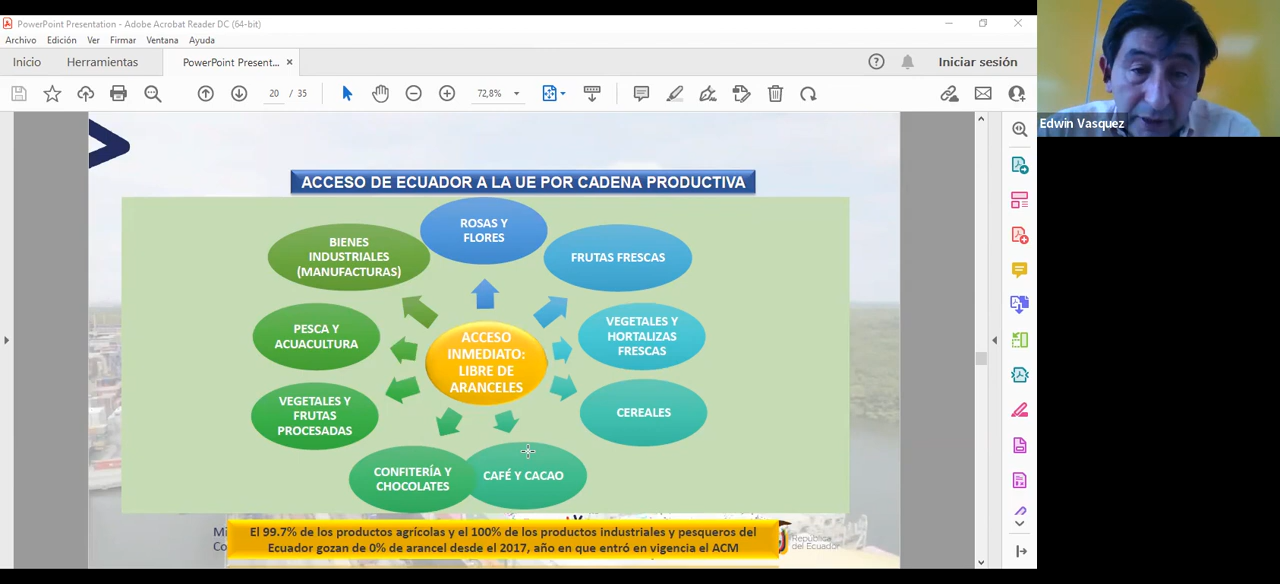 PowerPoint Presentation - Adobe Acrobat Reader DC (64-bit)
Archivo Edición Ver Firmar Ventana Ayuda
Inicio Herramientas PowerPoint Present... × Iniciar sesión
20 / 35 72,8%
Edwin Vasquez
ACCESO DE ECUADOR A LA UE POR CADENA PRODUCTIVA
ROSAS Y
FLORES
BIENES
INDUSTRIALES
(MANUFACTURAS)
FRUTAS FRESCAS
PESCA Y
ACUACULTURA
ACCESO
INMEDIATO:
LIBRE DE
ARANCELES
VEGETALES Y
HORTALIZAS
FRESCAS
VEGETALES Y
FRUTAS
PROCESADAS
CEREALES
CONFITERÍA Y
CHOCOLATES
CAFÉ Y CACAO
El 99.7% de los productos agrícolas y el 100% de los productos industriales y pesqueros del
Ecuador gozan de 0% de arancel desde el 2017, año en que entró en vigencia el ACM
República
del Ecuador